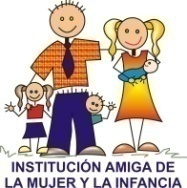 INSTITUCIÓN AMIGA DE
LA MUJER Y LA INFANCIA